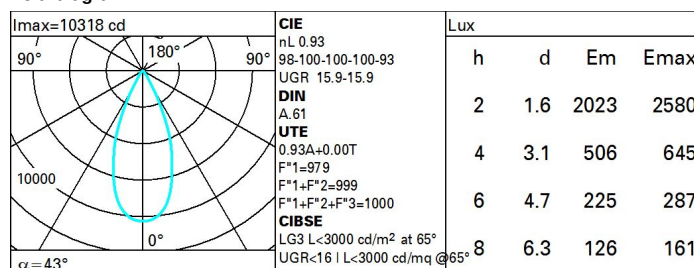 Imax=10318 cd
90° 180° 90°
10000
0°
α=43°
CIE
nL 0.93
98-100-100-100-93
UGR 15.9-15.9
DIN
A.61
UTE
0.93A+0.00T
F"1=979
F"1+F"2=999
F"1+F"2+F"3=1000
CIBSE
LG3 L<3000 cd/m² at 65°
UGR<16 | L<3000 cd/mq @65°
Lux
h d Em Emax
2 1.6 2023 2580
4 3.1 506 645
6 4.7 225 287
8 6.3 126 161